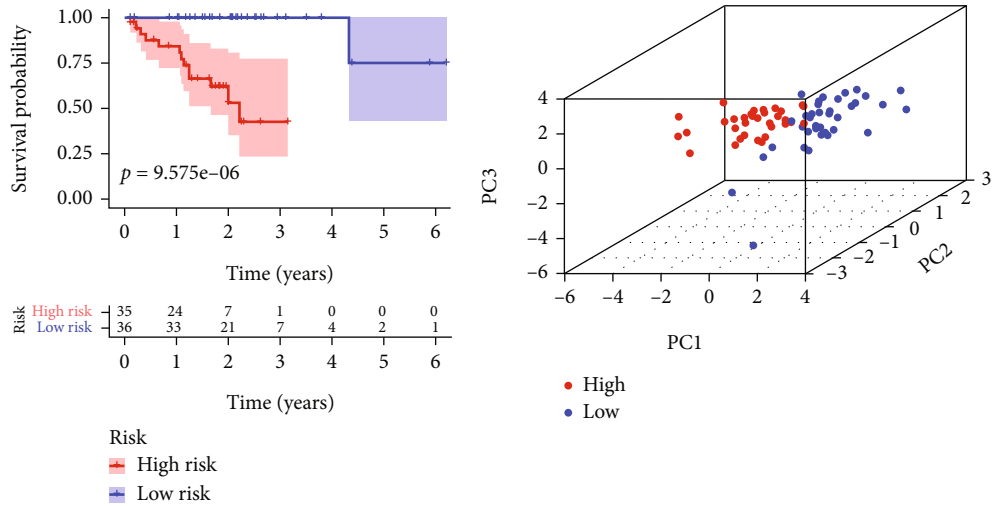 Survival probability
1.00
0.75
0.50
0.25
0.00
p = 9.575e–06
0 1 2 3 4 5 6
Time (years)
Risk
High risk 35 24 7 1 0 0 0
Low risk 36 33 21 7 4 2 1
0 1 2 3 4 5 6
Time (years)
Risk
High risk
Low risk
PC3
4
2
0
–2
–4
–6
–6 –4 –2 0 2 4
PC1
–3
–2
–1
0
1
2
3
PC2
High
Low